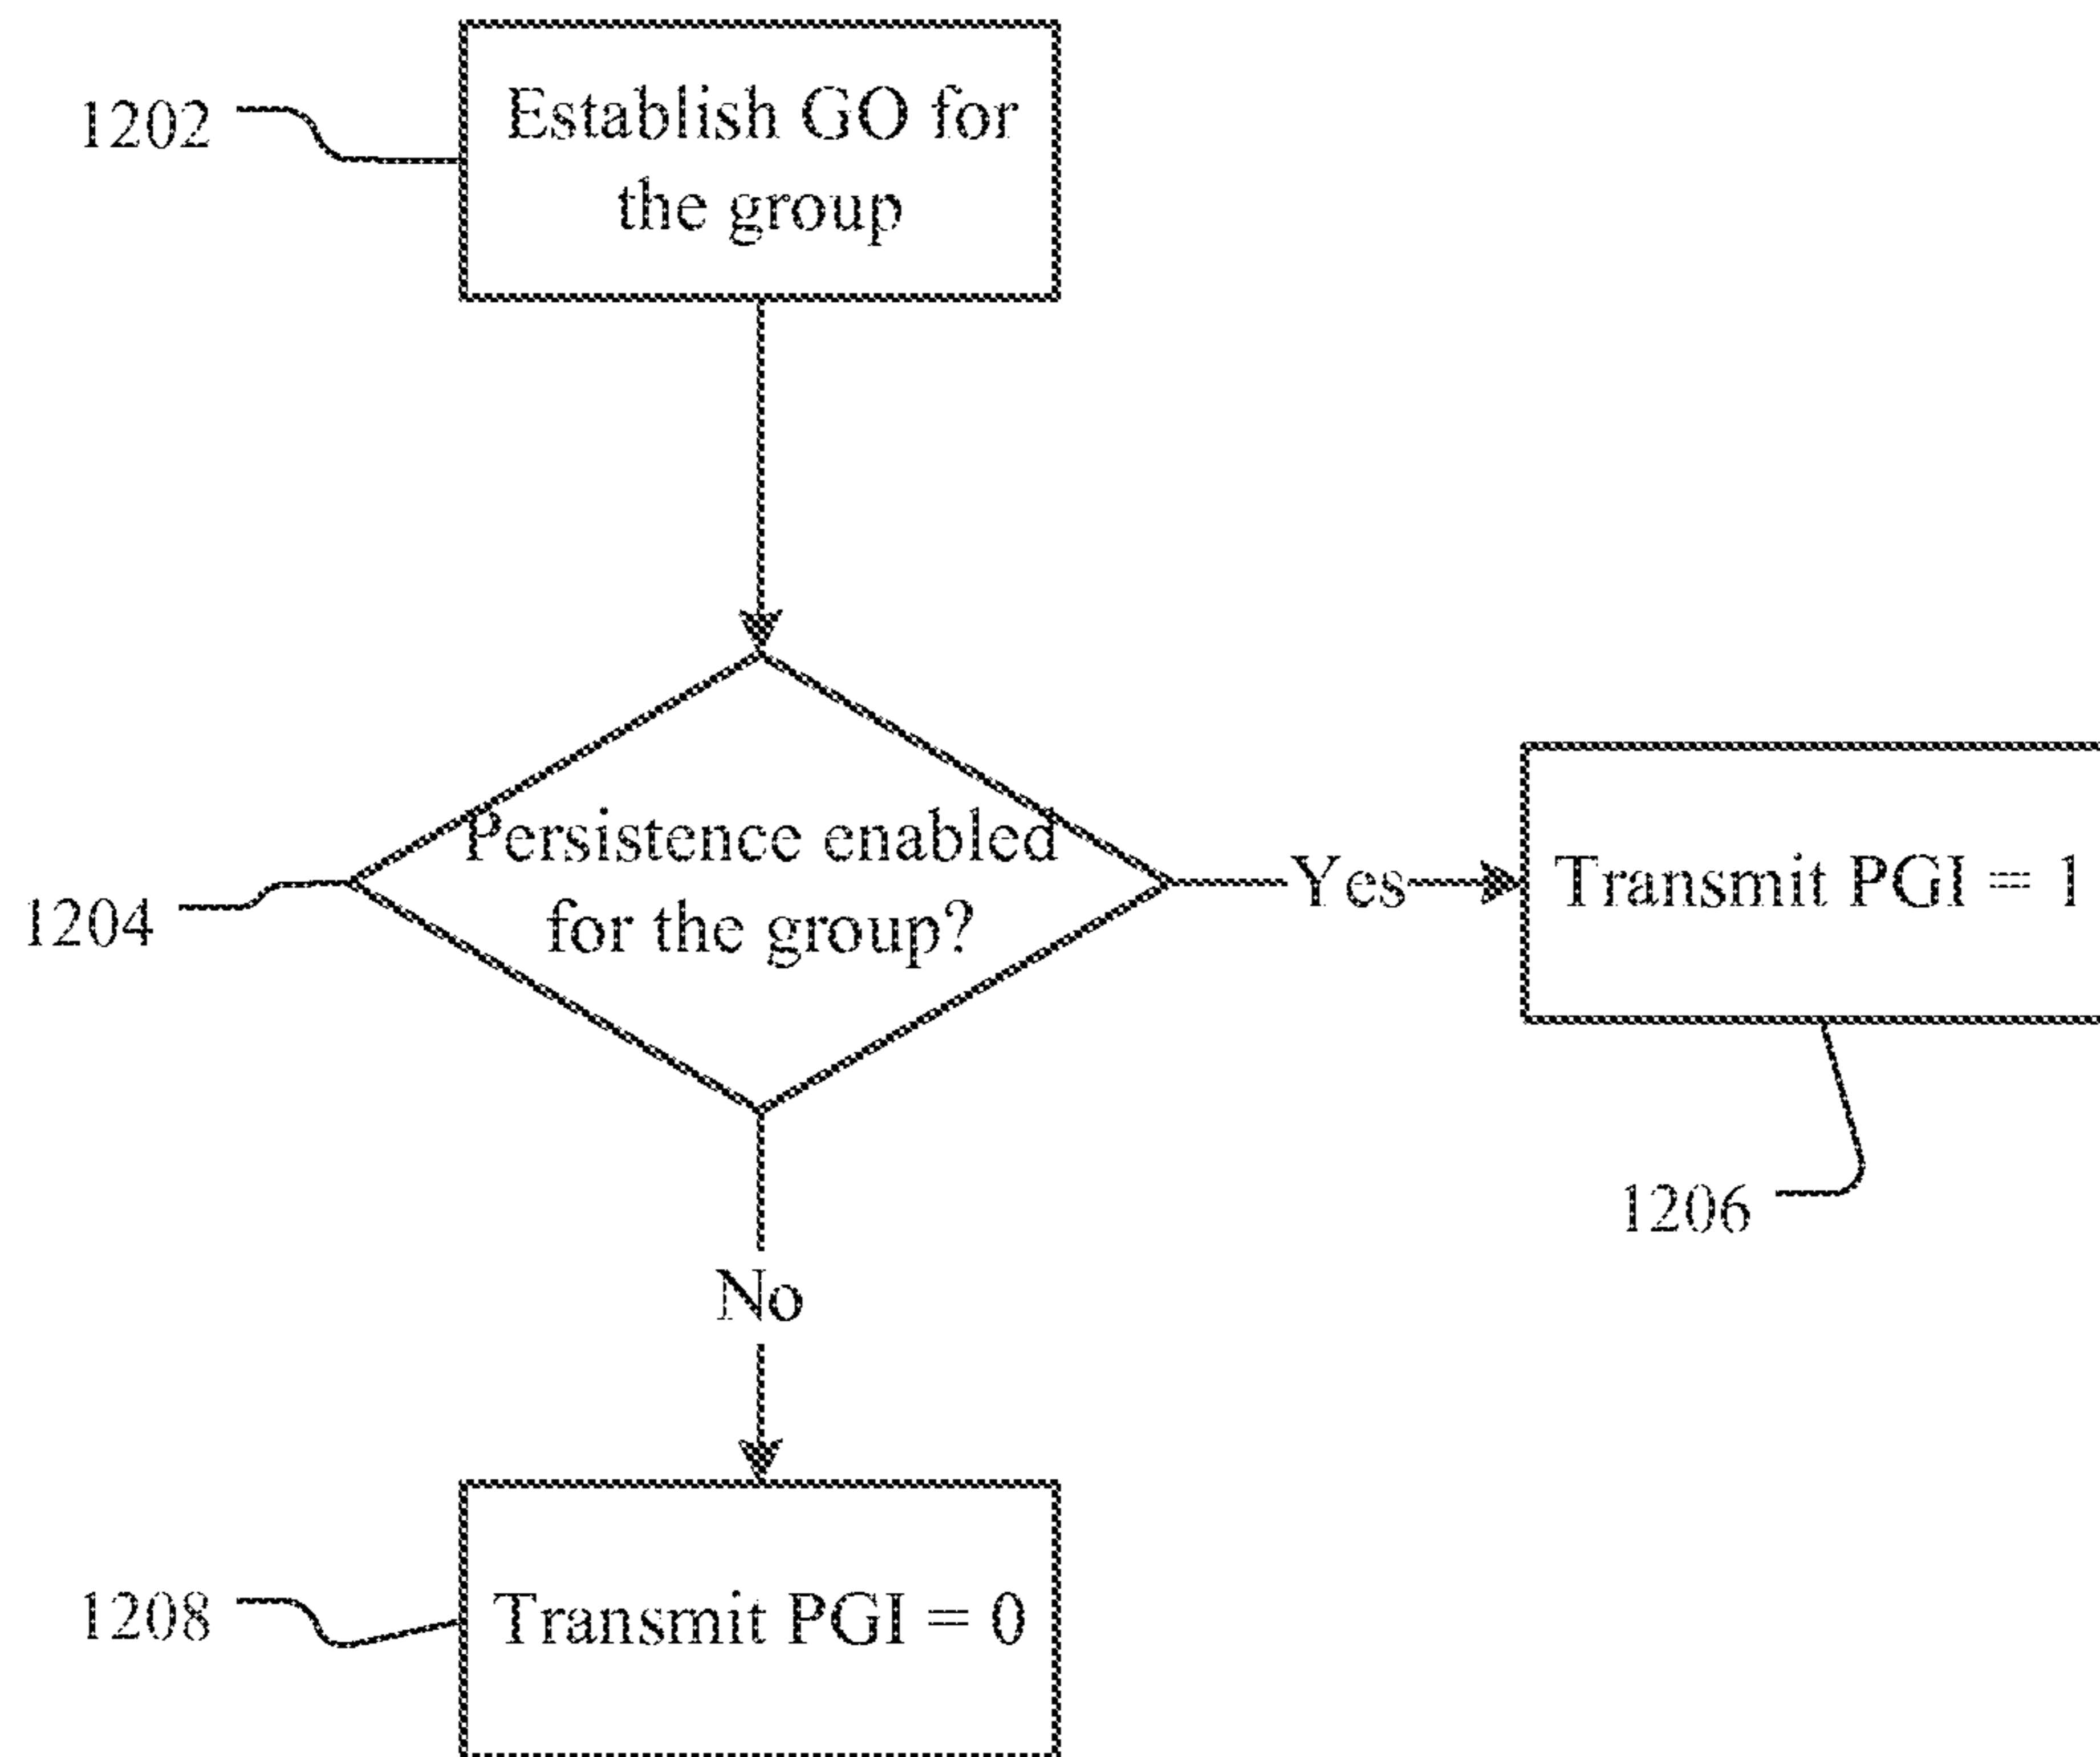 1202
Establish GO for
the group
1204
Persistence enabled
for the group?
Yes
Transmit PGI = 1
1206
No
1208
Transmit PGI = 0